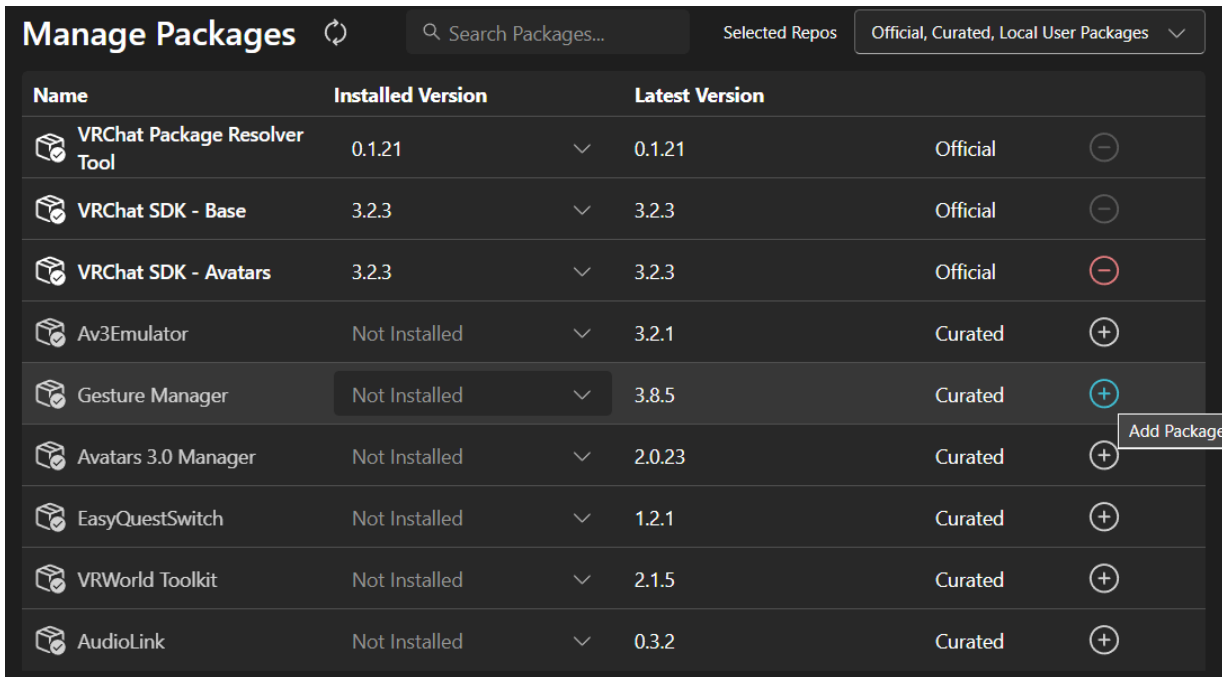 Manage Packages Search Packages... Selected Repos Official, Curated, Local User Packages
Name Installed Version Latest Version
VRChat Package Resolver
Tool 0.1.21 0.1.21 Official
VRChat SDK - Base 3.2.3 3.2.3 Official
VRChat SDK - Avatars 3.2.3 3.2.3 Official
Av3Emulator Not Installed 3.2.1 Curated
Gesture Manager Not Installed 3.8.5 Curated
Add Package
Avatars 3.0 Manager Not Installed 2.0.23 Curated
EasyQuestSwitch Not Installed 1.2.1 Curated
VRWorld Toolkit Not Installed 2.1.5 Curated
AudioLink Not Installed 0.3.2 Curated